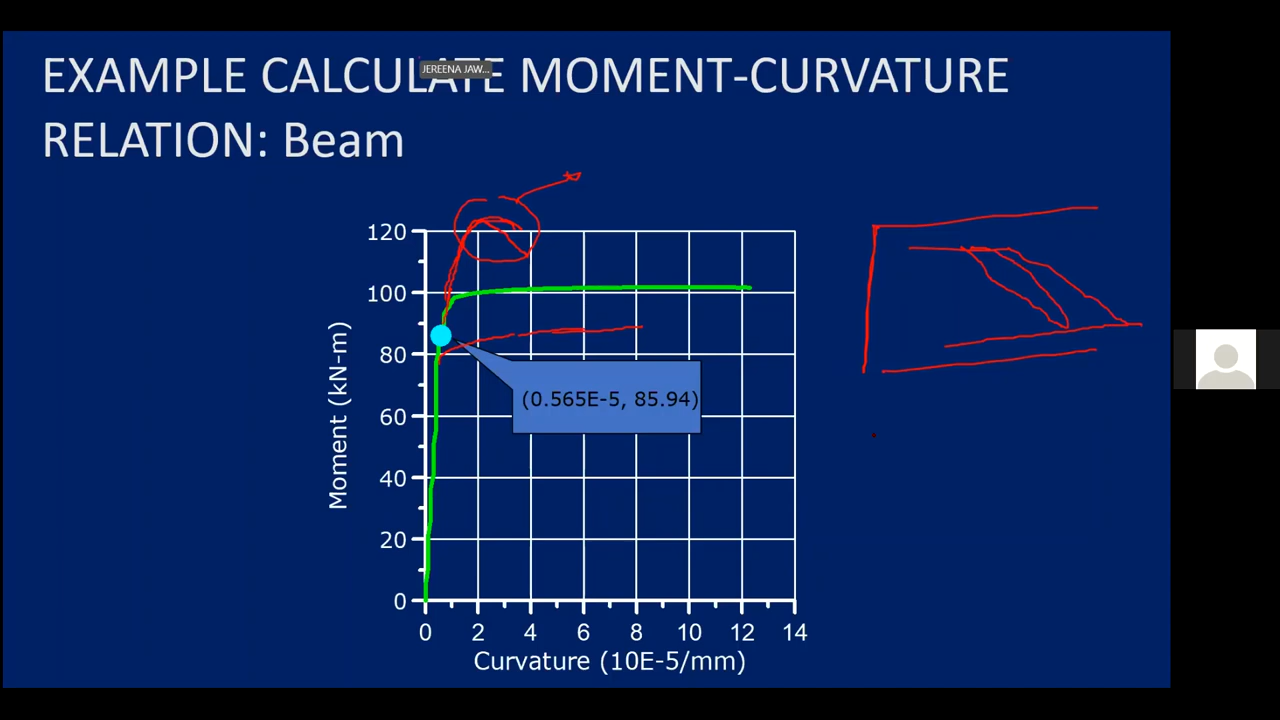 EXAMPLE CALCULATE MOMENT-CURVATURE
RELATION: Beam
JEREENA JAW...
120
100
80
60
40
20
0
Moment (kN-m)
(0.565E-5, 85.94)
0 2 4 6 8 10 12 14
Curvature (10E-5/mm)